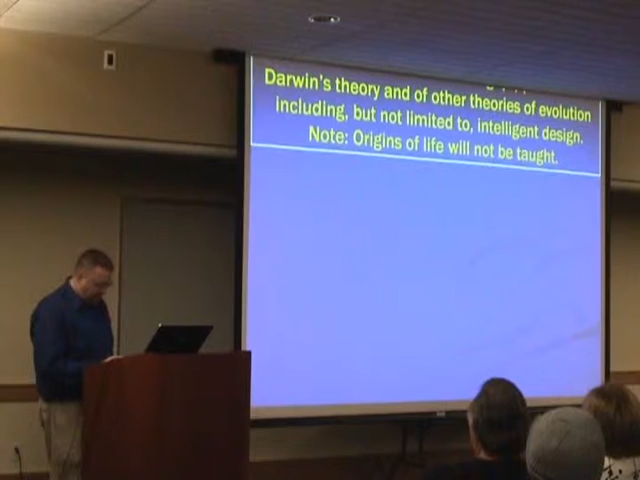 Darwin's theory and of other theories of evolution
including, but not limited to, intelligent design.
Note: Origins of life will not be taught.